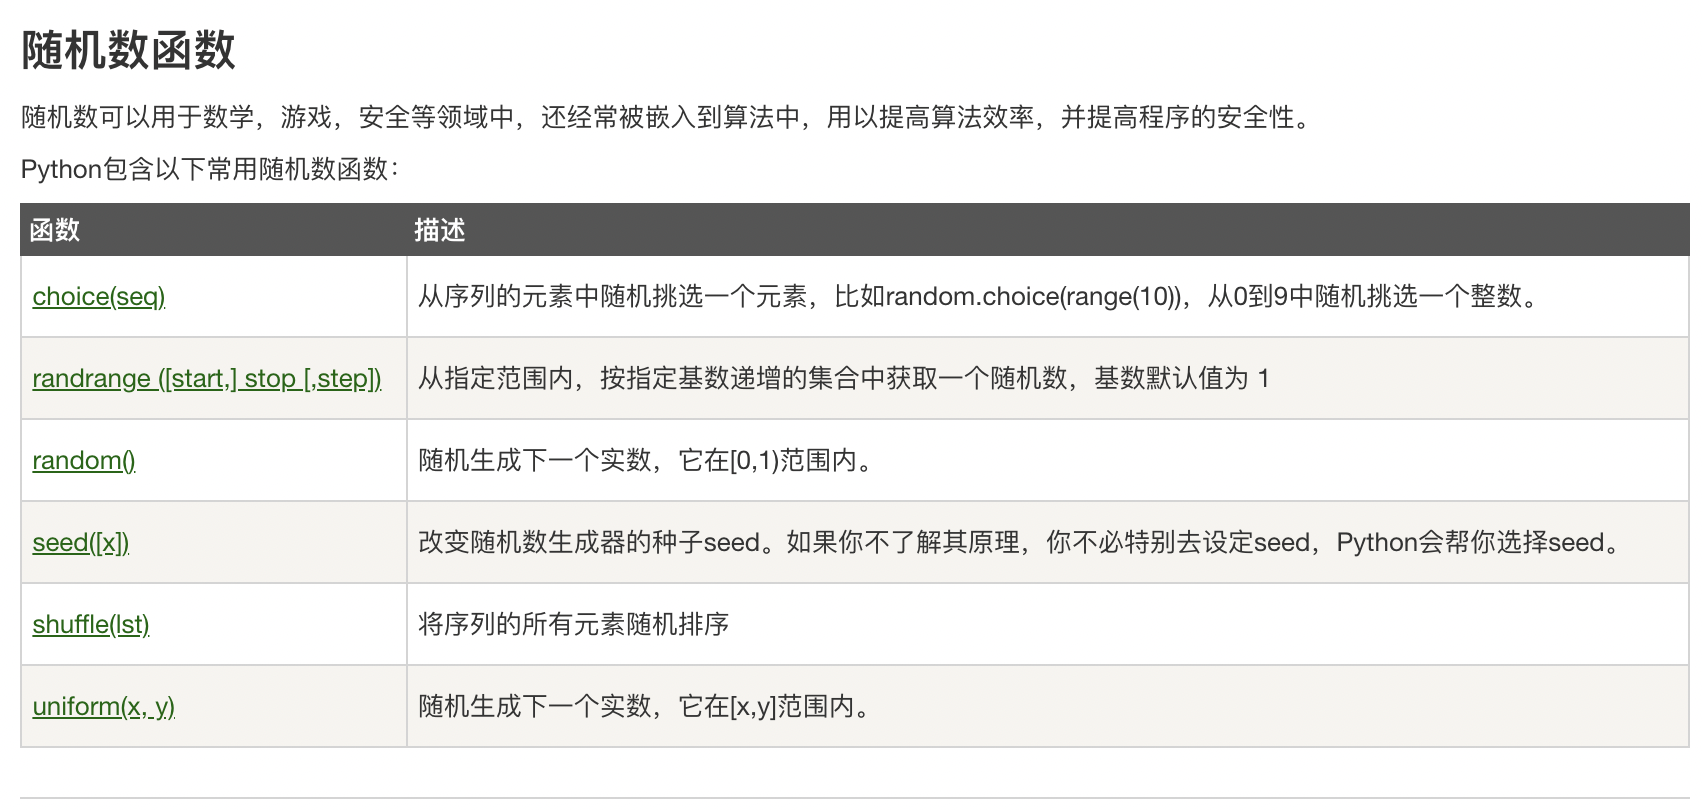 随机数函数
随机数可以用于数学，游戏，安全等领域中，还经常被嵌入到算法中，用以提高算法效率，并提高程序的安全性。
Python包含以下常用随机数函数：
函数 描述
choice(seq) 从序列的元素中随机挑选一个元素，比如random.choice(range(10))，从0到9中随机挑选一个整数。
randrange ([start,] stop [,step]) 从指定范围内，按指定基数递增的集合中获取一个随机数，基数默认值为 1
random() 随机生成下一个实数，它在[0,1)范围内。
seed([x]) 改变随机数生成器的种子seed。如果你不了解其原理，你不必特别去设定seed，Python会帮你选择seed。
shuffle(lst) 将序列的所有元素随机排序
uniform(x, y) 随机生成下一个实数，它在[x,y]范围内。